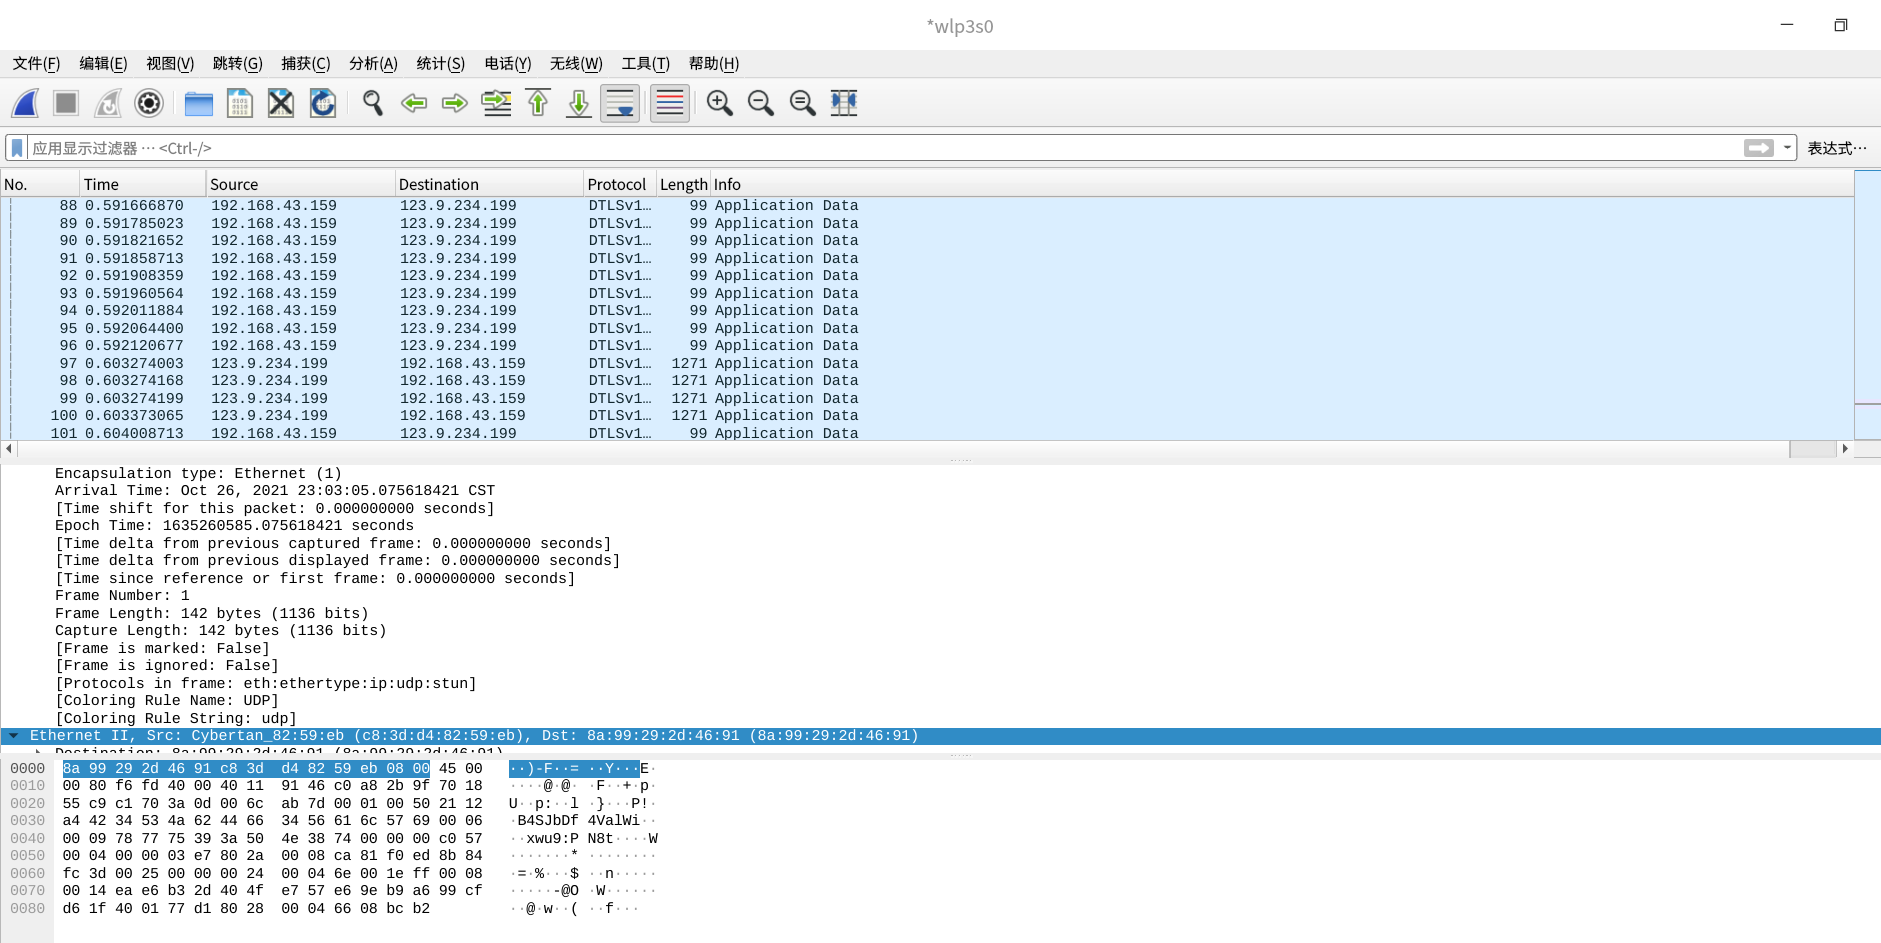 *wlp3s0
文件(F) 编辑(E) 视图(V) 跳转(G) 捕获(C) 分析(A) 统计(S) 电话(Y) 无线(W) 工具(T) 帮助(H)
应用显示过滤器 … <Ctrl-/> 表达式…
No. Time Source Destination Protocol Length Info
88 0.591666870 192.168.43.159 123.9.234.199 DTLSv1… 99 Application Data
89 0.591785023 192.168.43.159 123.9.234.199 DTLSv1… 99 Application Data
90 0.591821652 192.168.43.159 123.9.234.199 DTLSv1… 99 Application Data
91 0.591858713 192.168.43.159 123.9.234.199 DTLSv1… 99 Application Data
92 0.591908359 192.168.43.159 123.9.234.199 DTLSv1… 99 Application Data
93 0.591960564 192.168.43.159 123.9.234.199 DTLSv1… 99 Application Data
94 0.592011884 192.168.43.159 123.9.234.199 DTLSv1… 99 Application Data
95 0.592064400 192.168.43.159 123.9.234.199 DTLSv1… 99 Application Data
96 0.592120677 192.168.43.159 123.9.234.199 DTLSv1… 99 Application Data
97 0.603274003 123.9.234.199 192.168.43.159 DTLSv1… 1271 Application Data
98 0.603274168 123.9.234.199 192.168.43.159 DTLSv1… 1271 Application Data
99 0.603274199 123.9.234.199 192.168.43.159 DTLSv1… 1271 Application Data
100 0.603373065 123.9.234.199 192.168.43.159 DTLSv1… 1271 Application Data
101 0.604008713 192.168.43.159 123.9.234.199 DTLSv1… 99 Application Data
Encapsulation type: Ethernet (1)
Arrival Time: Oct 26, 2021 23:03:05.075618421 CST
[Time shift for this packet: 0.000000000 seconds]
Epoch Time: 1635260585.075618421 seconds
[Time delta from previous captured frame: 0.000000000 seconds]
[Time delta from previous displayed frame: 0.000000000 seconds]
[Time since reference or first frame: 0.000000000 seconds]
Frame Number: 1
Frame Length: 142 bytes (1136 bits)
Capture Length: 142 bytes (1136 bits)
[Frame is marked: False]
[Frame is ignored: False]
[Protocols in frame: eth:ethertype:ip:udp:stun]
[Coloring Rule Name: UDP]
[Coloring Rule String: udp]
Ethernet II, Src: Cybertan_82:59:eb (c8:3d:d4:82:59:eb), Dst: 8a:99:29:2d:46:91 (8a:99:29:2d:46:91)
Destination: 8a:99:29:2d:46:91 (8a:99:29:2d:46:91)
0000 8a 99 29 2d 46 91 c8 3d d4 82 59 eb 08 00 45 00 ··)-F··= ··Y···E·
0010 00 80 f6 fd 40 00 40 11 91 46 c0 a8 2b 9f 70 18 ····@·@· ·F··+·p·
0020 55 c9 c1 70 3a 0d 00 6c ab 7d 00 01 00 50 21 12 U··p:··l ·}···P!·
0030 a4 42 34 53 4a 62 44 66 34 56 61 6c 57 69 00 06 ·B4SJbDf 4ValWi··
0040 00 09 78 77 75 39 3a 50 4e 38 74 00 00 00 c0 57 ··xwu9:P N8t····W
0050 00 04 00 00 03 e7 80 2a 00 08 ca 81 f0 ed 8b 84 ·······* ········
0060 fc 3d 00 25 00 00 00 24 00 04 6e 00 1e ff 00 08 ·=·%···$ ··n·····
0070 00 14 ea e6 b3 2d 40 4f e7 57 e6 9e b9 a6 99 cf ·····-@O ·W······
0080 d6 1f 40 01 77 d1 80 28 00 04 66 08 bc b2 ··@·w··( ··f···